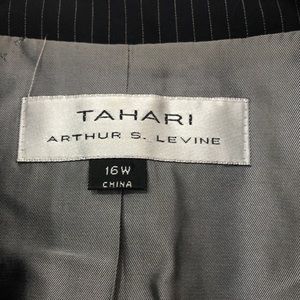 TAHARI
ARTHUR S. LEVINE
16W
CHINA